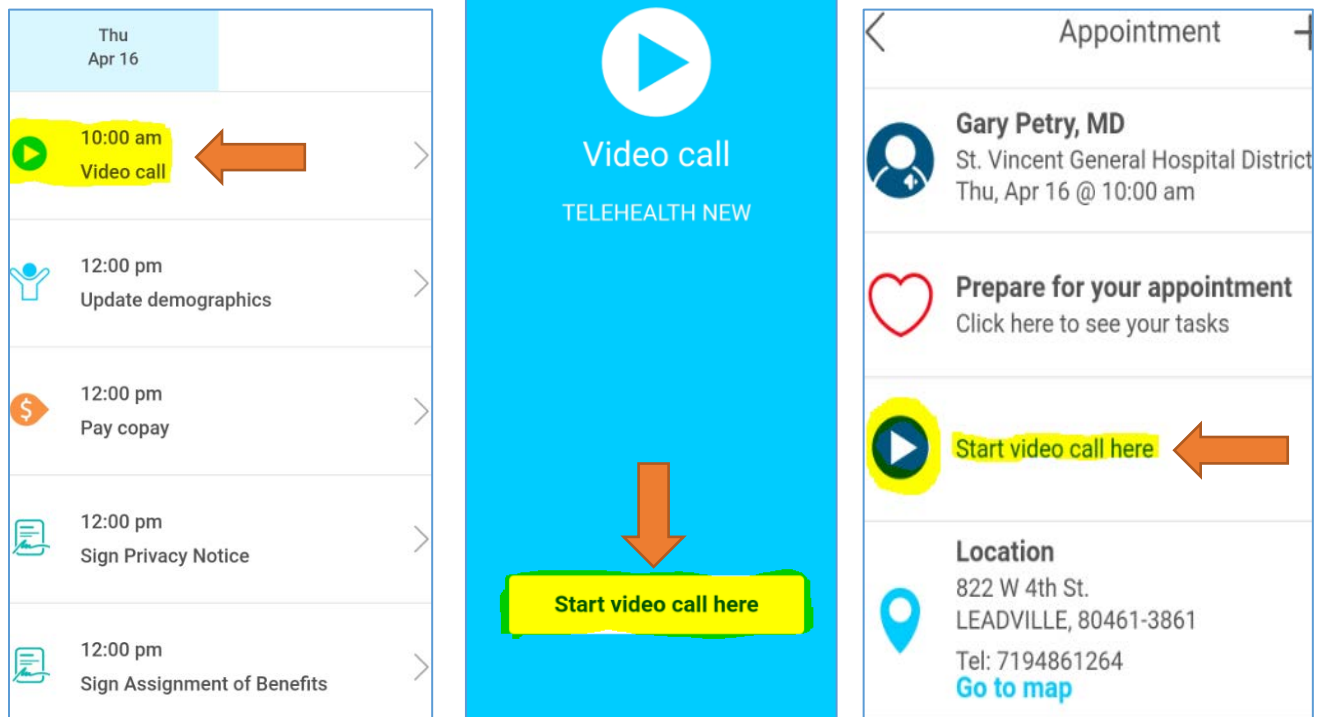 Thu
Apr 16
10:00 am
Video call
12:00 pm
Update demographics
12:00 pm
Pay copay
12:00 pm
Sign Privacy Notice
12:00 pm
Sign Assignment of Benefits
Video call
TELEHEALTH NEW
Start video call here
Appointment
Gary Petry, MD
St. Vincent General Hospital District
Thu, Apr 16 @ 10:00 am
Prepare for your appointment
Click here to see your tasks
Start video call here
Location
822 W 4th St.
LEADVILLE, 80461-3861
Tel: 7194861264
Go to map